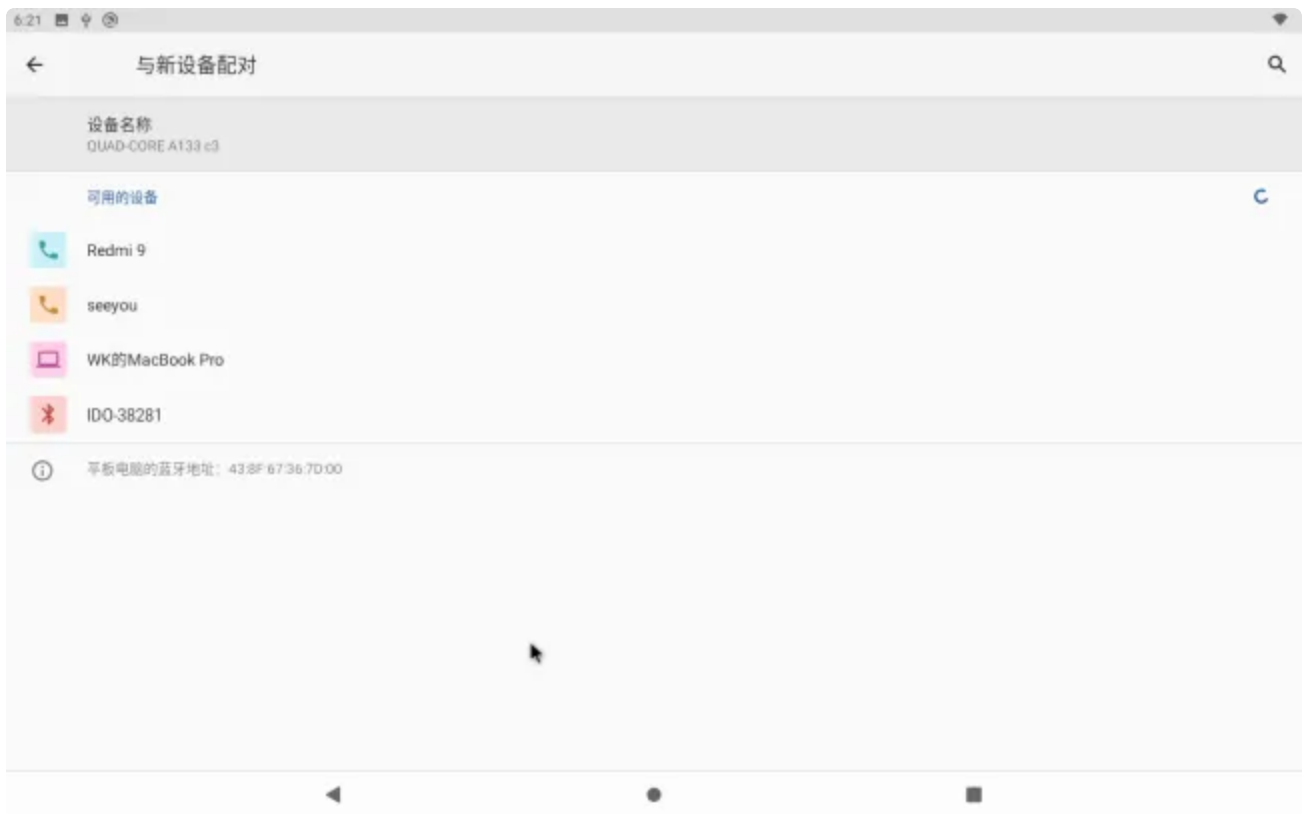 6:21
与新设备配对
设备名称
QUAD-CORE A133 c3
可用的设备
Redmi 9
seeyou
WK的MacBook Pro
IDO-38281
平板电脑的蓝牙地址：43:8F:67:36:7D:00